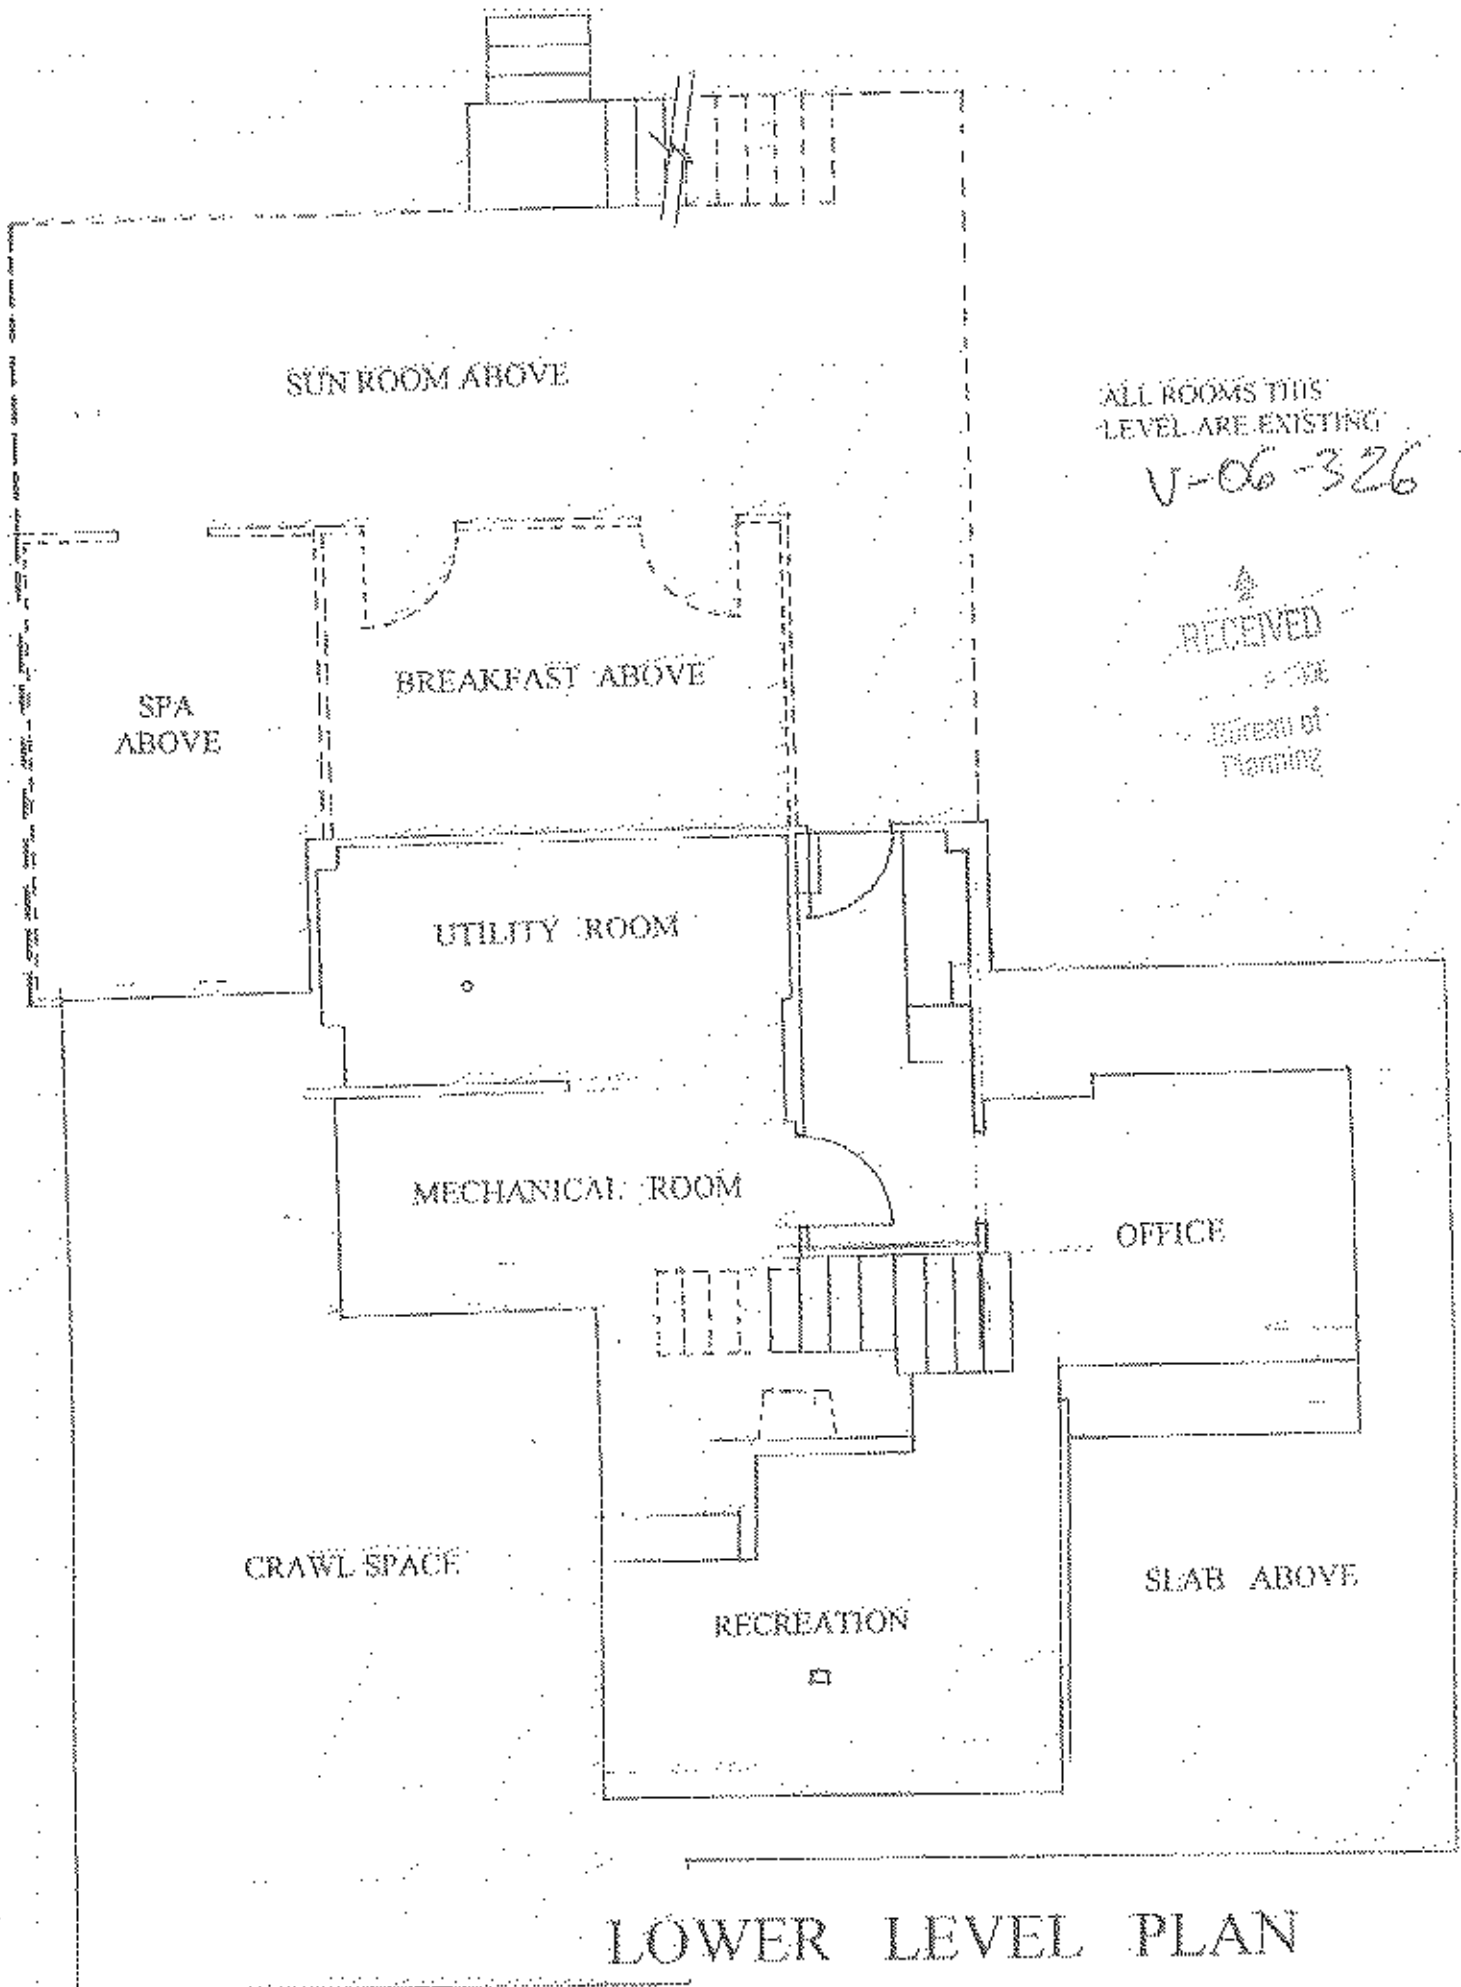 SUN ROOM ABOVE
ALL ROOMS THIS
LEVEL ARE EXISTING
V-06-326
RECEIVED
Bureau of
Planning
BREAKFAST ABOVE
SPA
ABOVE
UTILITY ROOM
MECHANICAL ROOM
OFFICE
CRAWL SPACE
SLAB ABOVE
RECREATION
LOWER LEVEL PLAN